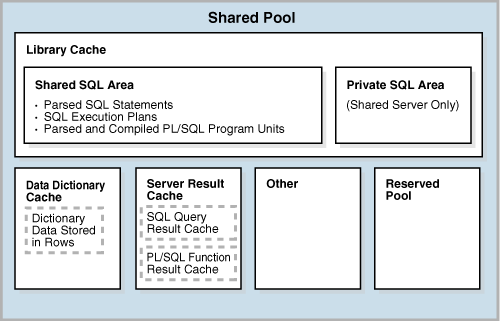 Shared Pool
Library Cache
Shared SQL Area
· Parsed SQL Statements
· SQL Execution Plans
· Parsed and Compiled PL/SQL Program Units
Private SQL Area
(Shared Server Only)
Data Dictionary
Cache
Dictionary
Data Stored
in Rows
Server Result
Cache
SQL Query
Result Cache
PL/SQL Function
Result Cache
Other
Reserved
Pool